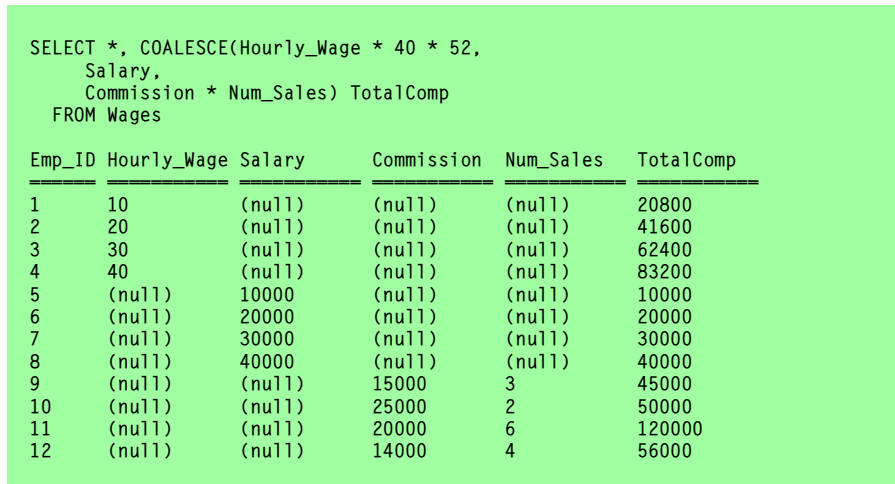 SELECT *, COALESCE(Hourly_Wage * 40 * 52,
Salary,
Commission * Num_Sales) TotalComp
FROM Wages
Emp_ID Hourly_Wage Salary Commission Num_Sales TotalComp
1 10 (null) (null) (null) 20800
2 20 (null) (null) (null) 41600
3 30 (null) (null) (null) 62400
4 40 (null) (null) (null) 83200
5 (null) 10000 (null) (null) 10000
6 (null) 20000 (null) (null) 20000
7 (null) 30000 (null) (null) 30000
8 (null) 40000 (null) (null) 40000
9 (null) (null) 15000 3 45000
10 (null) (null) 25000 2 50000
11 (null) (null) 20000 6 120000
12 (null) (null) 14000 4 56000